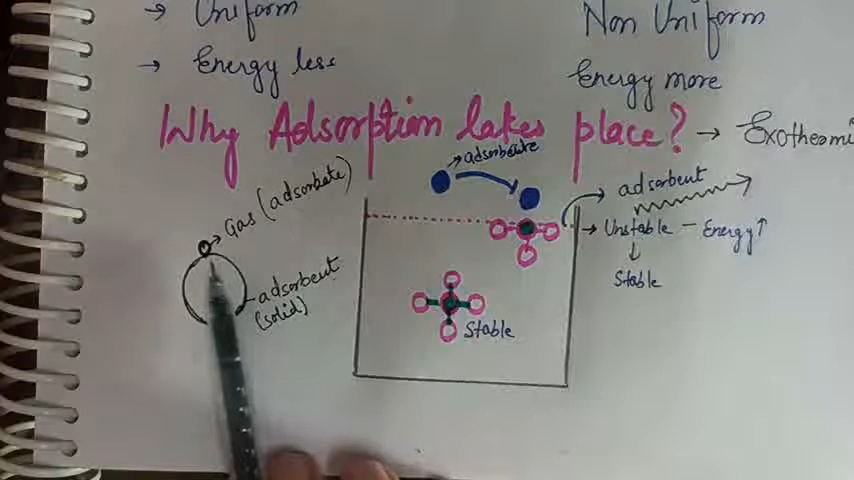 → Uniform
Non Uniform
→ Energy less
Energy more
Why Adsorption takes place? → Exothermi
→ adsorbate
→ Gas (adsorbate)
adsorbent
→ Unstable - Energy ↑
↓
Stable
adsorbent
(solid)
Stable